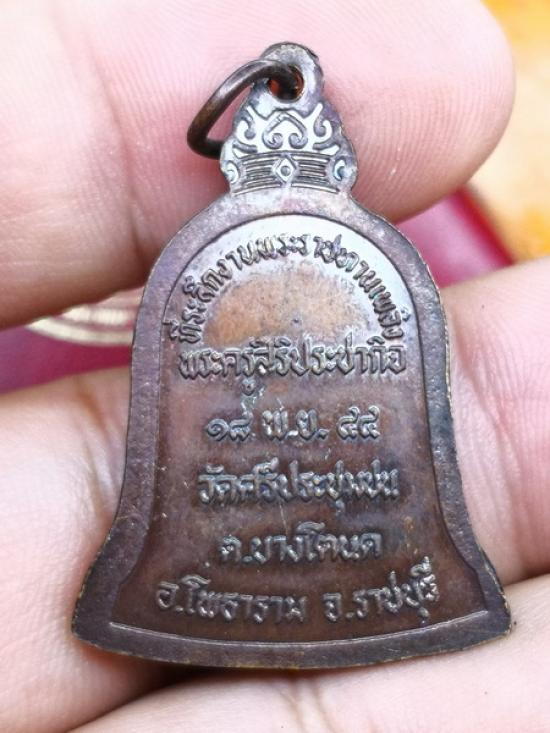 ที่ระลึกงานพระราชทานเพลิง
พระครูสิริประชากิจ
๑๘ พ.ย. ๕๔
วัดศรีประชุมชน
ต.บางโตนด
อ.โพธาราม จ.ราชบุรี